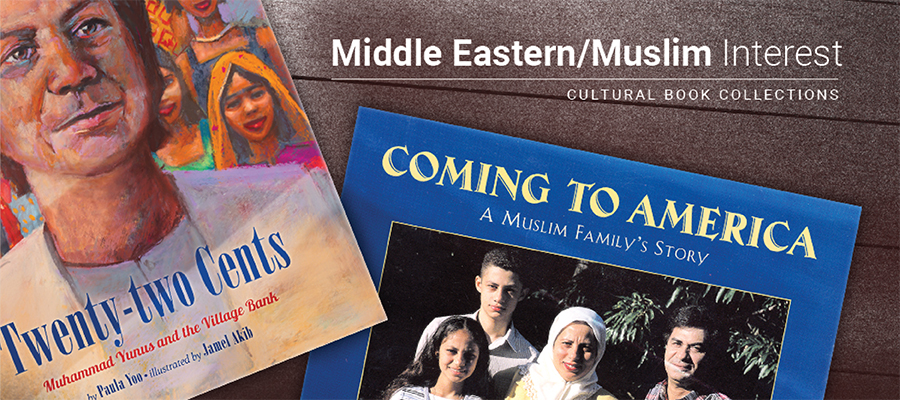 Middle Eastern/Muslim Interest
CULTURAL BOOK COLLECTIONS
Twenty-two Cents
Muhammad Yunus and the Village Bank
by Paula Yoo • illustrated by Jamel Akib
COMING TO AMERICA
A MUSLIM FAMILY'S STORY